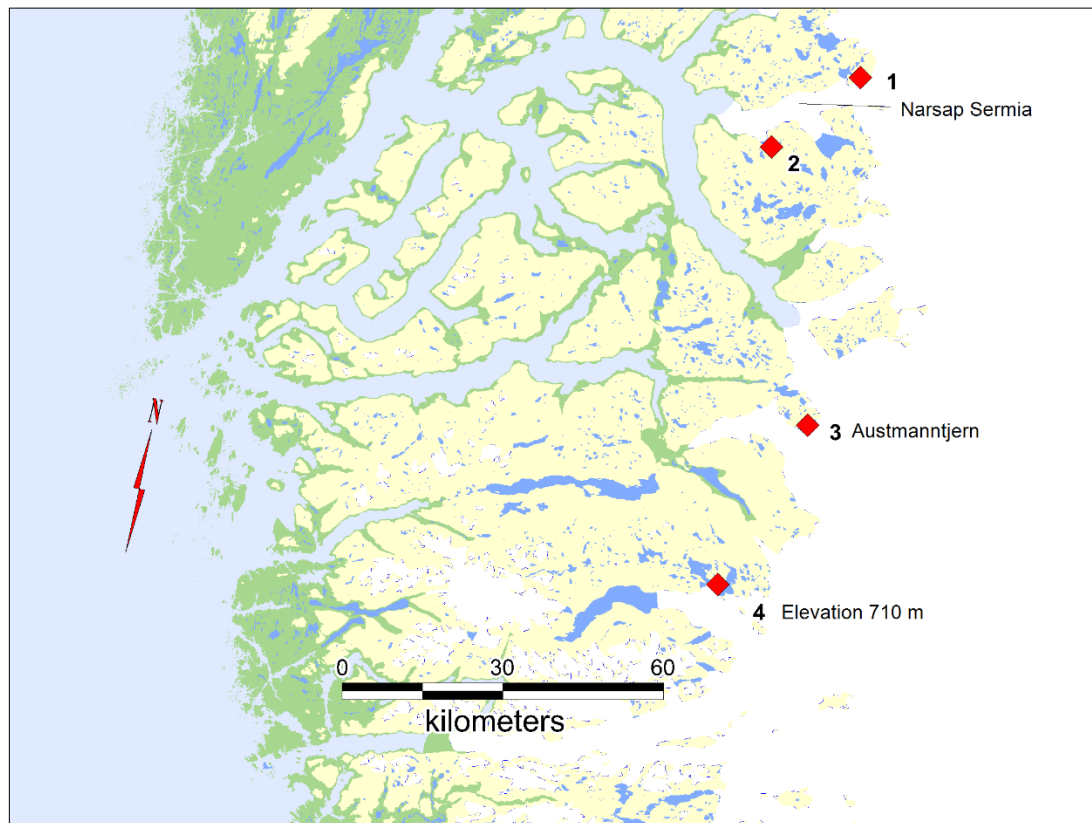 1
Narsap Sermia
2
N
3 Austmanntjern
4 Elevation 710 m
0 30 60
kilometers